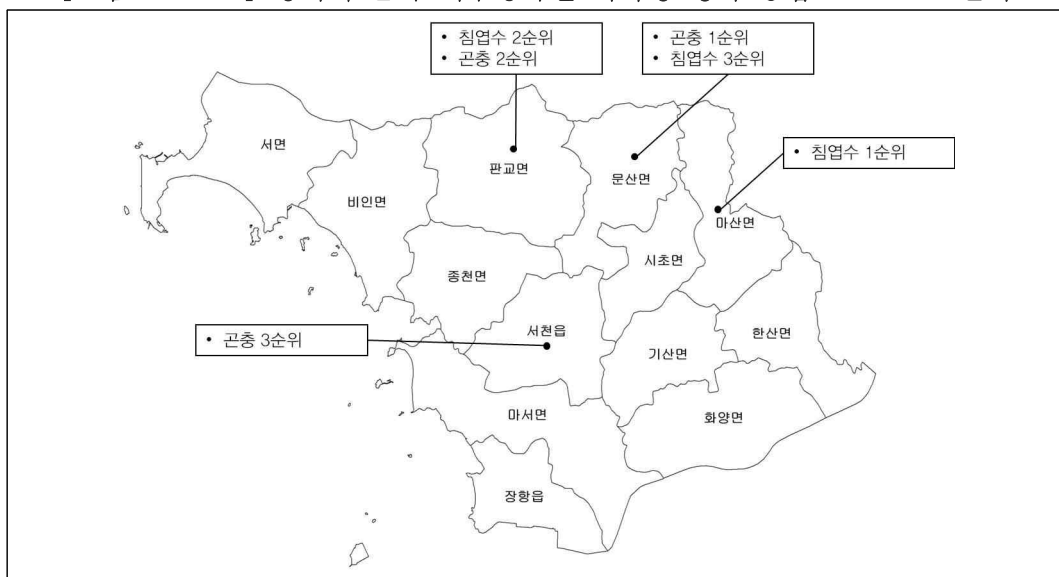 • 침엽수 2순위
• 곤충 2순위
• 곤충 1순위
• 침엽수 3순위
• 침엽수 1순위
• 곤충 3순위
서면
비인면
판교면
문산면
마산면
종천면
시초면
서천읍
기산면
한산면
마서면
화양면
장항읍